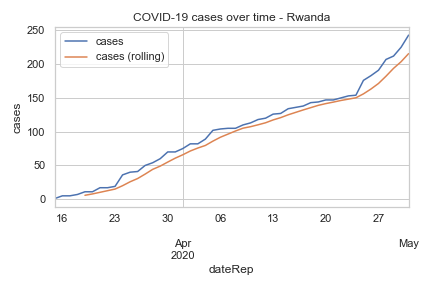 COVID-19 cases over time - Rwanda
250
200
150
100
50
0
cases
cases
cases (rolling)
16 23 30 06 13 20 27
Apr May
2020
dateRep